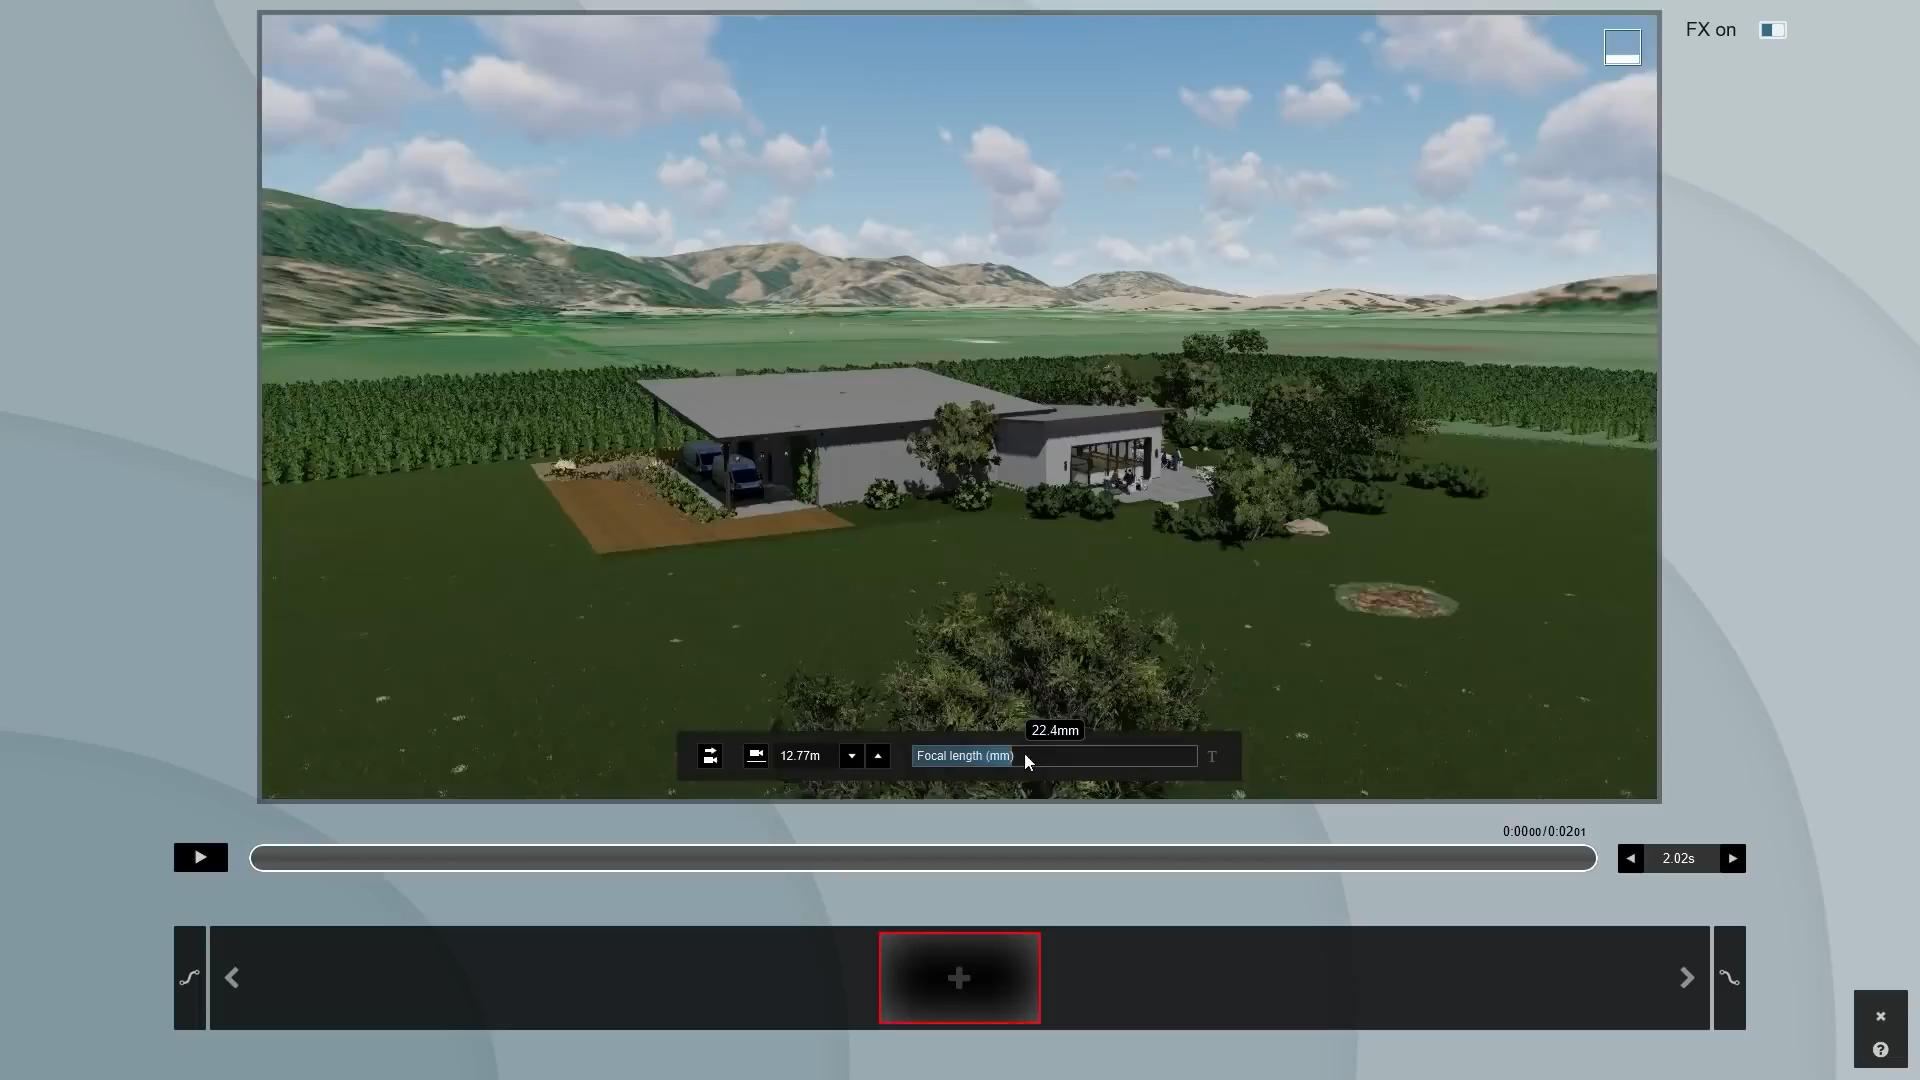 FX on
22.4mm
12.77m
Focal length (mm)
T
0:0000/0:0201
2.02s